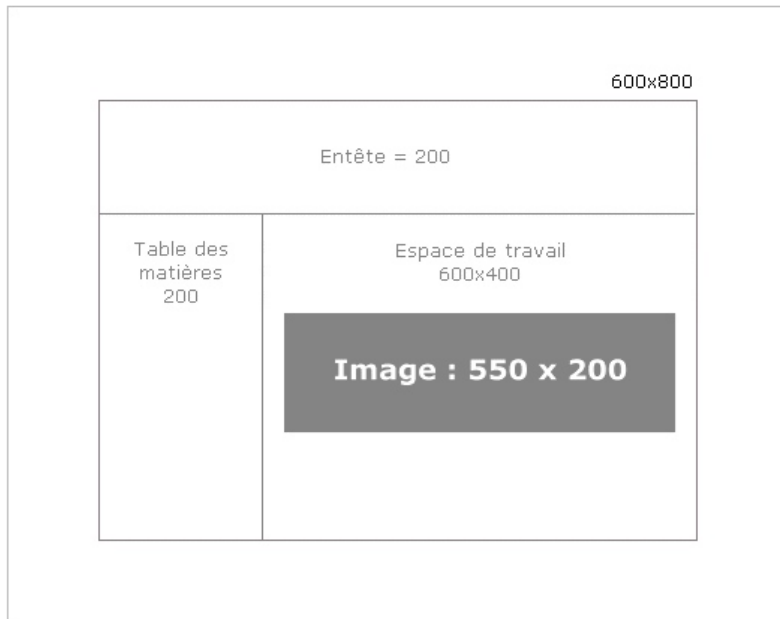 600x800
Entête = 200
Table des
matières
200
Espace de travail
600x400
Image : 550 x 200